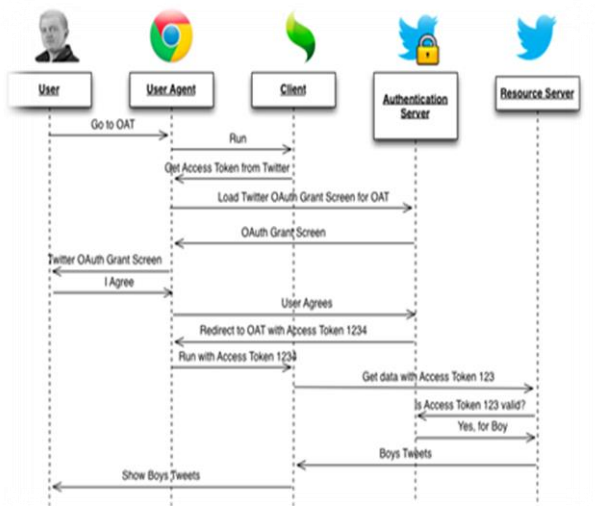 User
User Agent
Client
Authentication
Server
Resource Server
Go to OAT
Run
Get Access Token from Twitter
Load Twitter OAuth Grant Screen for OAT
OAuth Grant Screen
Twitter OAuth Grant Screen
I Agree
User Agrees
Redirect to OAT with Access Token 1234
Run with Access Token 1234
Get data with Access Token 123
Is Access Token 123 valid?
Yes, for Boy
Boys Tweets
Show Boys Tweets